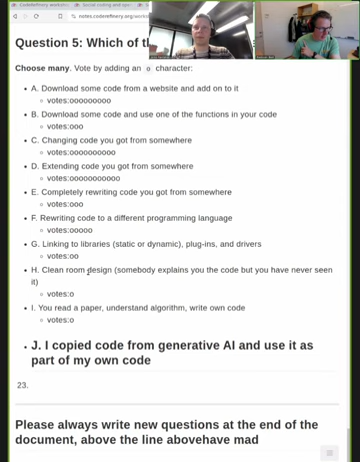 CodeRefinery worksh
Social coding and ope
notes.coderefinery.org/works
Question 5: Which of t
Choose many. Vote by adding an o character:
• A. Download some code from a website and add on to it
votes:ooooooooo
• B. Download some code and use one of the functions in your code
votes:ooo
• C. Changing code you got from somewhere
votes:oooooooooo
• D. Extending code you got from somewhere
votes:ooooooooooo
• E. Completely rewriting code you got from somewhere
votes:ooo
• F. Rewriting code to a different programming language
votes:ooooo
• G. Linking to libraries (static or dynamic), plug-ins, and drivers
votes:oo
• H. Clean room design (somebody explains you the code but you have never seen
it)
votes:o
• I. You read a paper, understand algorithm, write own code
votes:o
• J. I copied code from generative AI and use it as
part of my own code
23.
Please always write new questions at the end of the
document, above the line abovehave mad